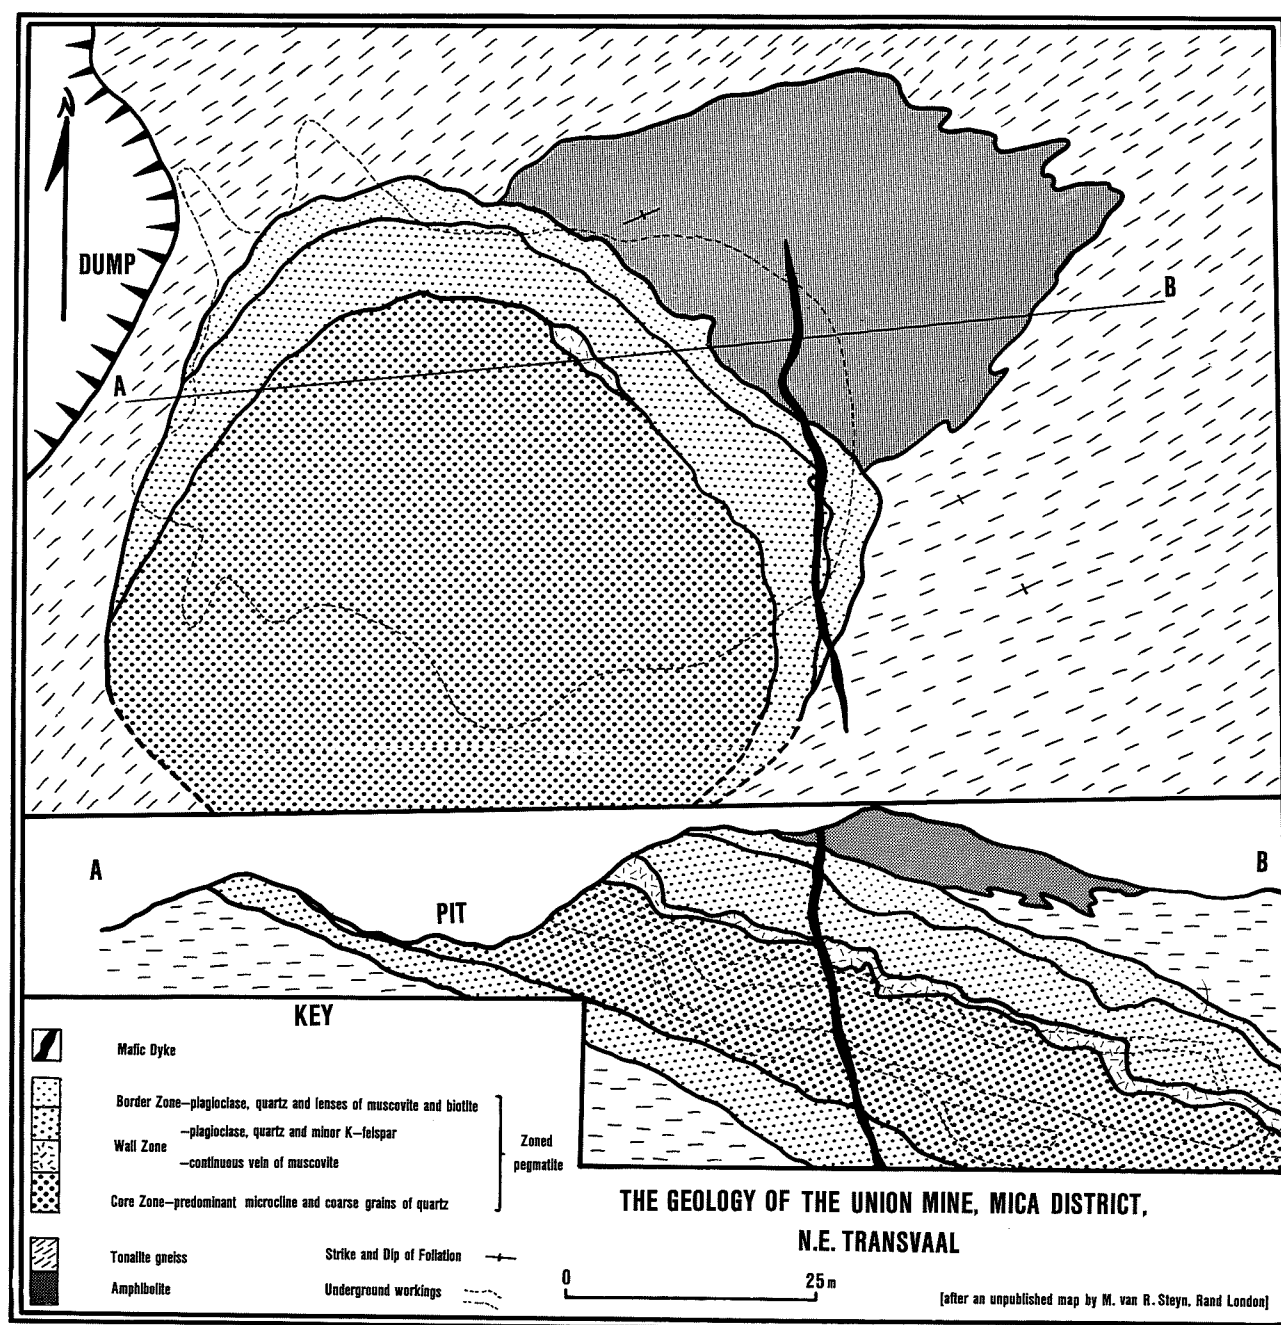 N
DUMP
A
B
A
B
PIT
KEY
Mafic Dyke
Border Zone—plagioclase, quartz and lenses of muscovite and biotite
—plagioclase, quartz and minor K—felspar
Wall Zone
—continuous vein of muscovite
Core Zone—predominant microcline and coarse grains of quartz
Zoned
pegmatite
Tonalite gneiss
Strike and Dip of Foliation
Amphibolite
Underground workings
THE GEOLOGY OF THE UNION MINE, MICA DISTRICT,
N.E. TRANSVAAL
0 25m
[after an unpublished map by M. van R. Steyn, Rand London]